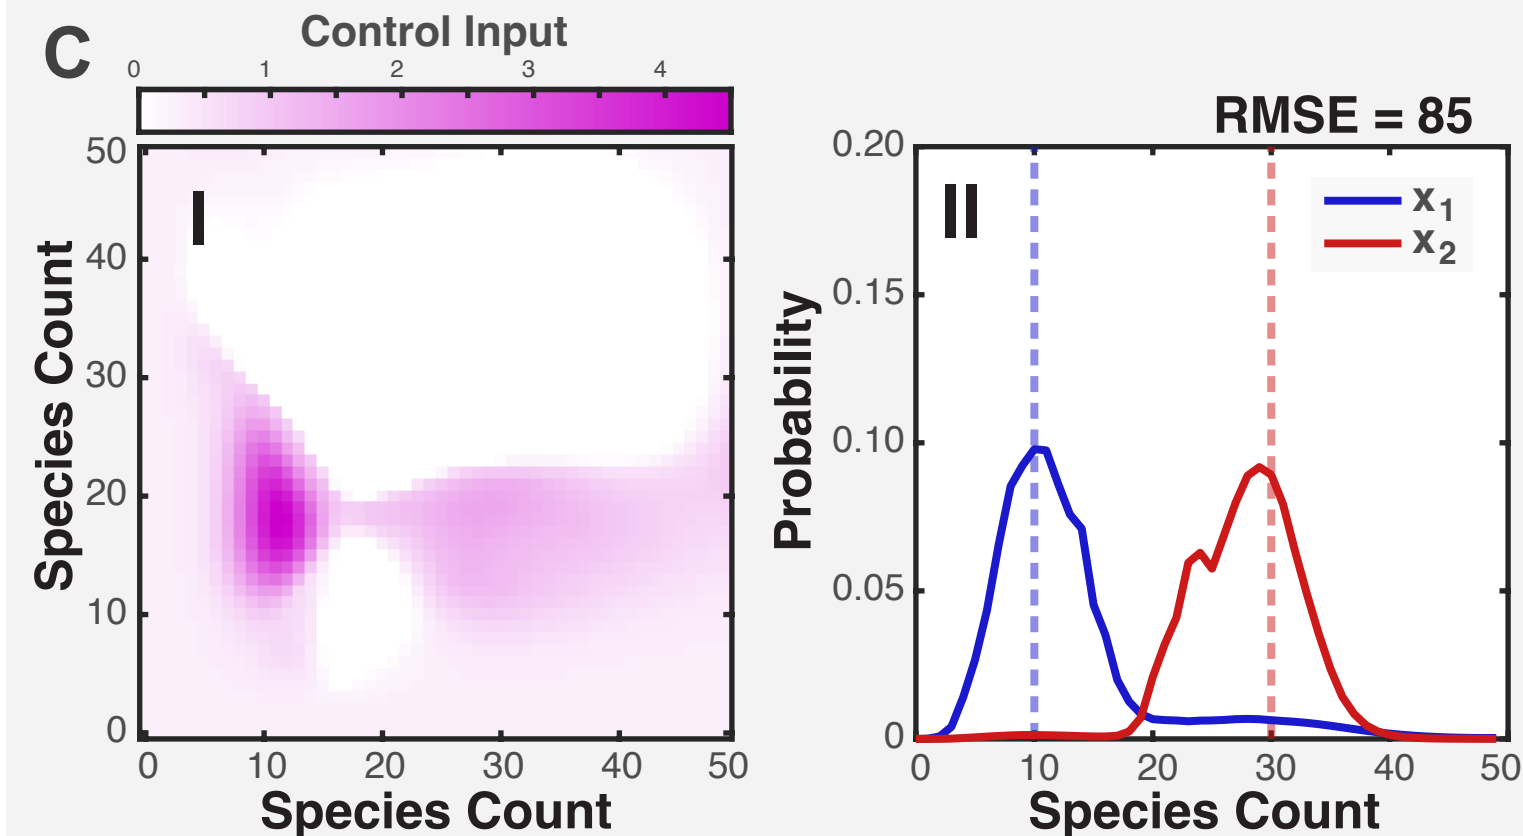 C
Control Input
0 1 2 3 4
I
50
40
30
20
10
0
0 10 20 30 40 50
Species Count
Species Count
RMSE = 85
II
x1
x2
0.20
0.15
0.10
0.05
0
0 10 20 30 40 50
Probability
Species Count